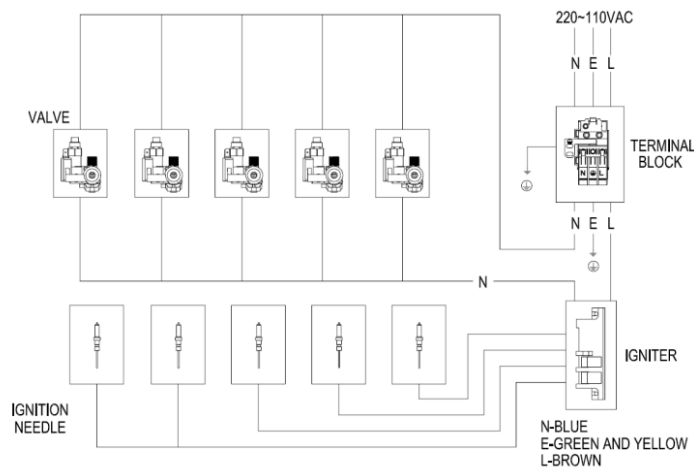 220~110VAC
N E L
VALVE
TERMINAL
BLOCK
N L
N E L
N
IGNITER
IGNITION
NEEDLE
N-BLUE
E-GREEN AND YELLOW
L-BROWN